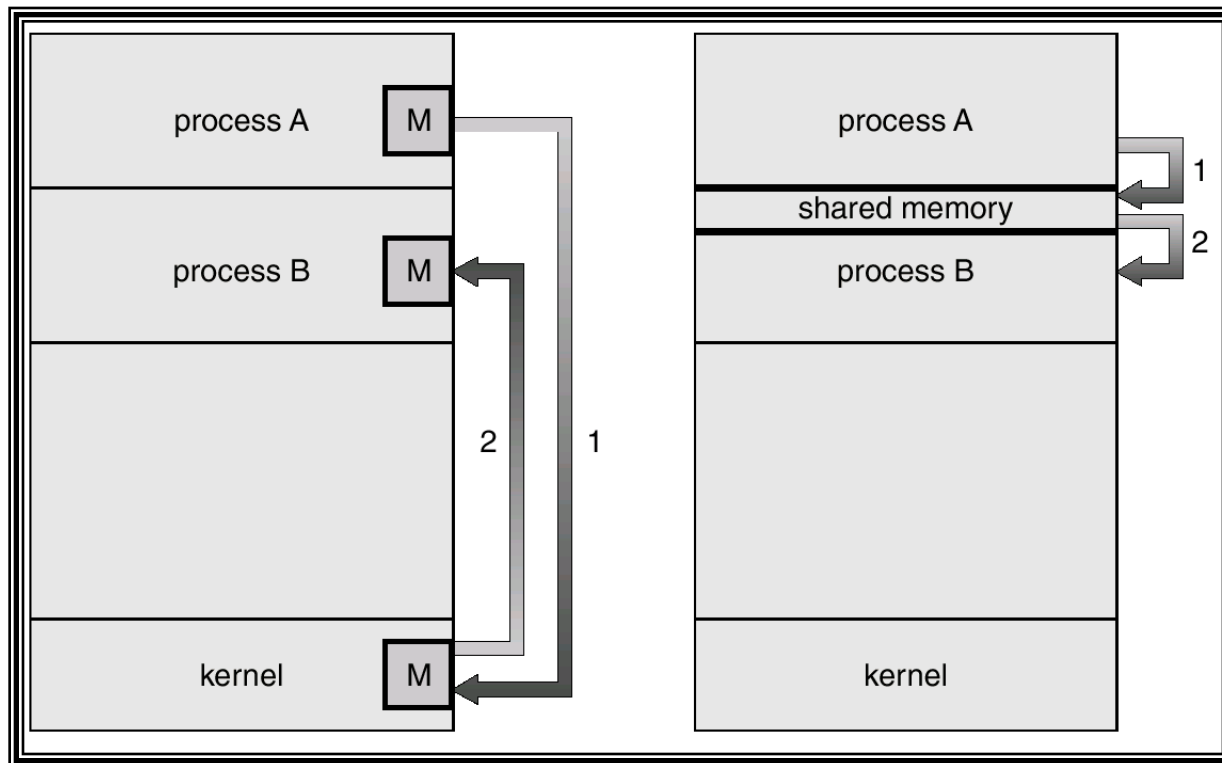 process A
M
process B
M
2
1
kernel
M
process A
1
shared memory
2
process B
kernel